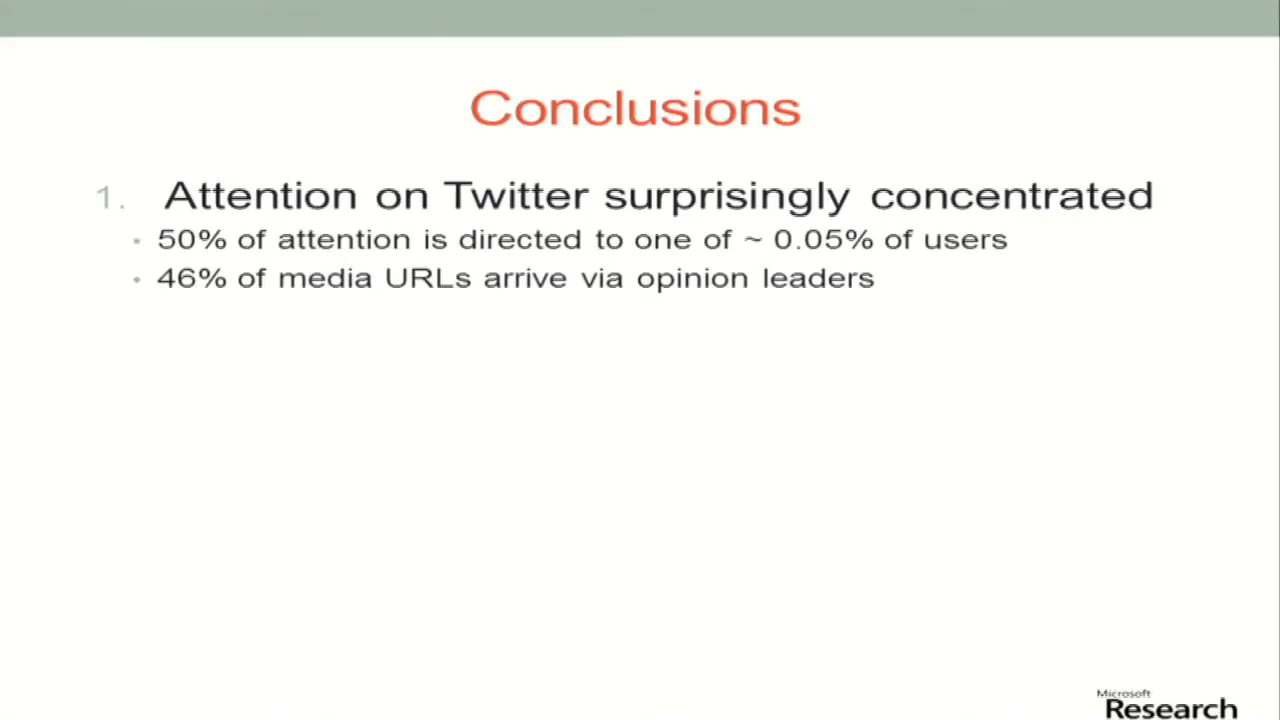 Conclusions
1. Attention on Twitter surprisingly concentrated
• 50% of attention is directed to one of ~ 0.05% of users
• 46% of media URLs arrive via opinion leaders
Microsoft
Research